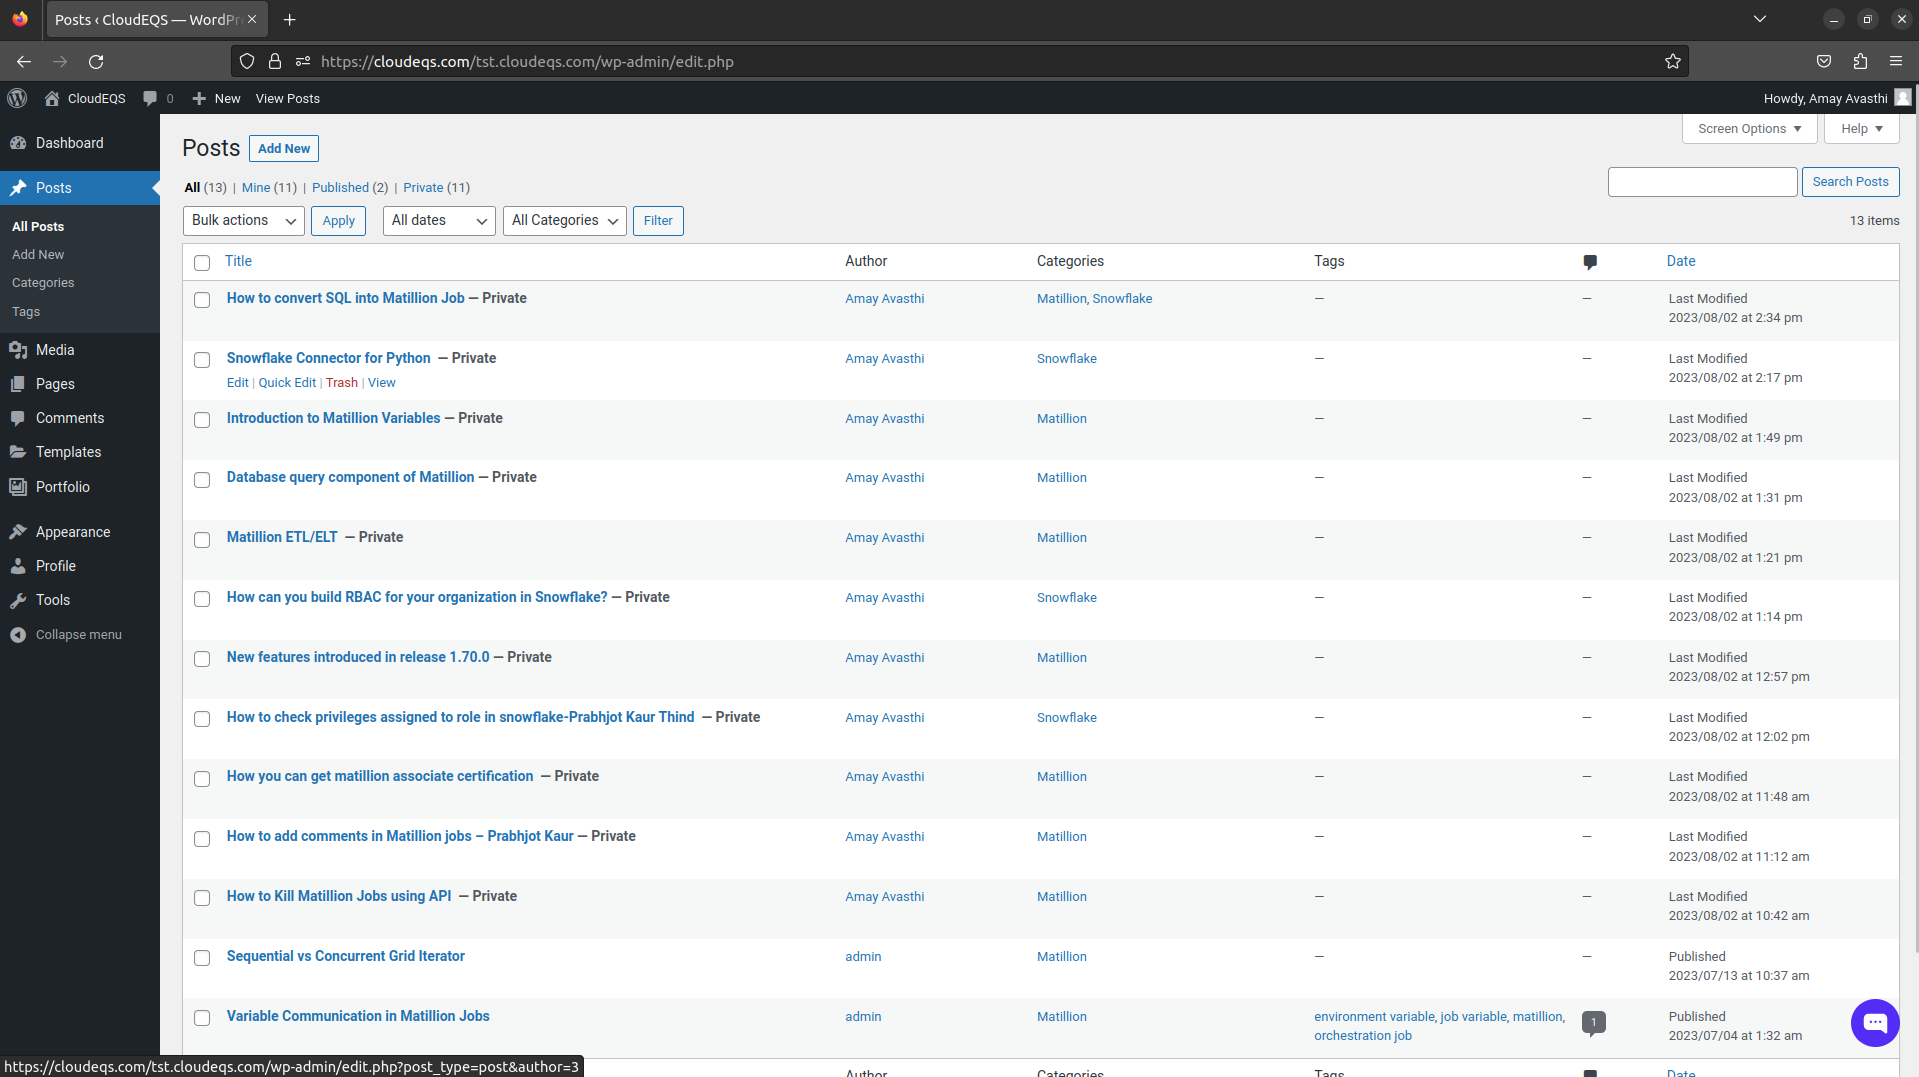 Posts ‹ CloudEQS — WordPr
https://cloudeqs.com/tst.cloudeqs.com/wp-admin/edit.php
CloudEQS 0 New View Posts Howdy, Amay Avasthi
Dashboard
Posts
All Posts
Add New
Categories
Tags
Media
Pages
Comments
Templates
Portfolio
Appearance
Profile
Tools
Collapse menu
Screen Options Help
Posts Add New
All (13) | Mine (11) | Published (2) | Private (11)
Search Posts
Bulk actions Apply All dates All Categories Filter 13 items
Title Author Categories Tags Date
How to convert SQL into Matillion Job — Private Amay Avasthi Matillion, Snowflake — — Last Modified
2023/08/02 at 2:34 pm
Snowflake Connector for Python — Private Amay Avasthi Snowflake — — Last Modified
Edit | Quick Edit | Trash | View 2023/08/02 at 2:17 pm
Introduction to Matillion Variables — Private Amay Avasthi Matillion — — Last Modified
2023/08/02 at 1:49 pm
Database query component of Matillion — Private Amay Avasthi Matillion — — Last Modified
2023/08/02 at 1:31 pm
Matillion ETL/ELT — Private Amay Avasthi Matillion — — Last Modified
2023/08/02 at 1:21 pm
How can you build RBAC for your organization in Snowflake? — Private Amay Avasthi Snowflake — — Last Modified
2023/08/02 at 1:14 pm
New features introduced in release 1.70.0 — Private Amay Avasthi Matillion — — Last Modified
2023/08/02 at 12:57 pm
How to check privileges assigned to role in snowflake-Prabhjot Kaur Thind — Private Amay Avasthi Snowflake — — Last Modified
2023/08/02 at 12:02 pm
How you can get matillion associate certification — Private Amay Avasthi Matillion — — Last Modified
2023/08/02 at 11:48 am
How to add comments in Matillion jobs – Prabhjot Kaur — Private Amay Avasthi Matillion — — Last Modified
2023/08/02 at 11:12 am
How to Kill Matillion Jobs using API — Private Amay Avasthi Matillion — — Last Modified
2023/08/02 at 10:42 am
Sequential vs Concurrent Grid Iterator admin Matillion — — Published
2023/07/13 at 10:37 am
Variable Communication in Matillion Jobs admin Matillion environment variable, job variable, matillion, 1 Published
orchestration job 2023/07/04 at 1:32 am
Author Categories Tags Date
https://cloudeqs.com/tst.cloudeqs.com/wp-admin/edit.php?post_type=post&author=3